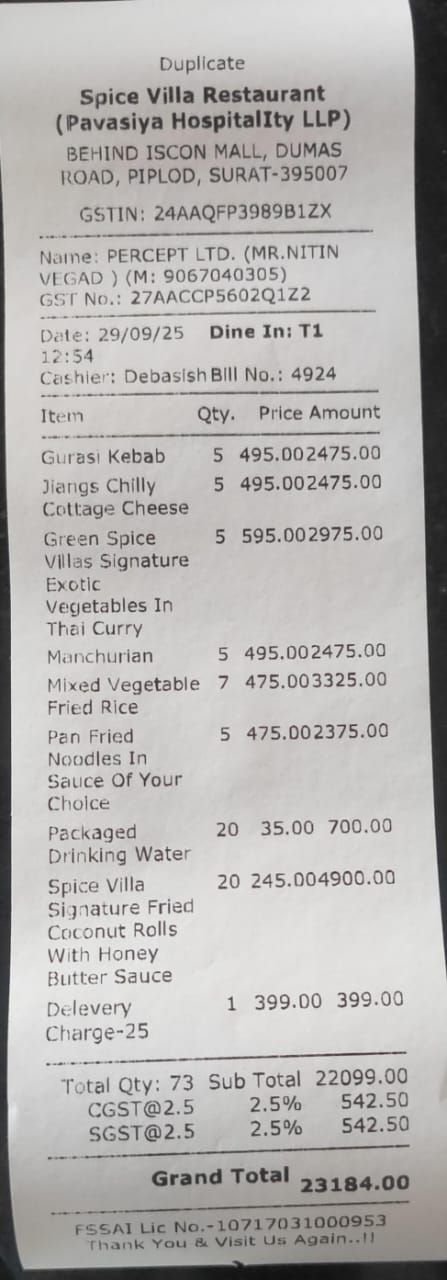 Duplicate
Spice Villa Restaurant
(Pavasiya HospitalIty LLP)
BEHIND ISCON MALL, DUMAS
ROAD, PIPLOD, SURAT-395007
GSTIN: 24AAQFP3989B1ZX
Name: PERCEPT LTD. (MR.NITIN
VEGAD ) (M: 9067040305)
GST No.: 27AACCP5602Q1Z2
Date: 29/09/25 Dine In: T1
12:54
Cashier: Debasish Bill No.: 4924
Item Qty. Price Amount
Gurasi Kebab 5 495.002475.00
Jiangs Chilly 5 495.002475.00
Cottage Cheese
Green Spice 5 595.002975.00
Villas Signature
Exotic
Vegetables In
Thai Curry
Manchurian 5 495.002475.00
Mixed Vegetable 7 475.003325.00
Fried Rice
Pan Fried 5 475.002375.00
Noodles In
Sauce Of Your
Choice
Packaged 20 35.00 700.00
Drinking Water
Spice Villa 20 245.004900.00
Signature Fried
Coconut Rolls
With Honey
Butter Sauce
Delevery 1 399.00 399.00
Charge-25
Total Qty: 73 Sub Total 22099.00
CGST@2.5 2.5% 542.50
SGST@2.5 2.5% 542.50
Grand Total 23184.00
FSSAI Lic No.-10717031000953
Thank You & Visit Us Again..!!